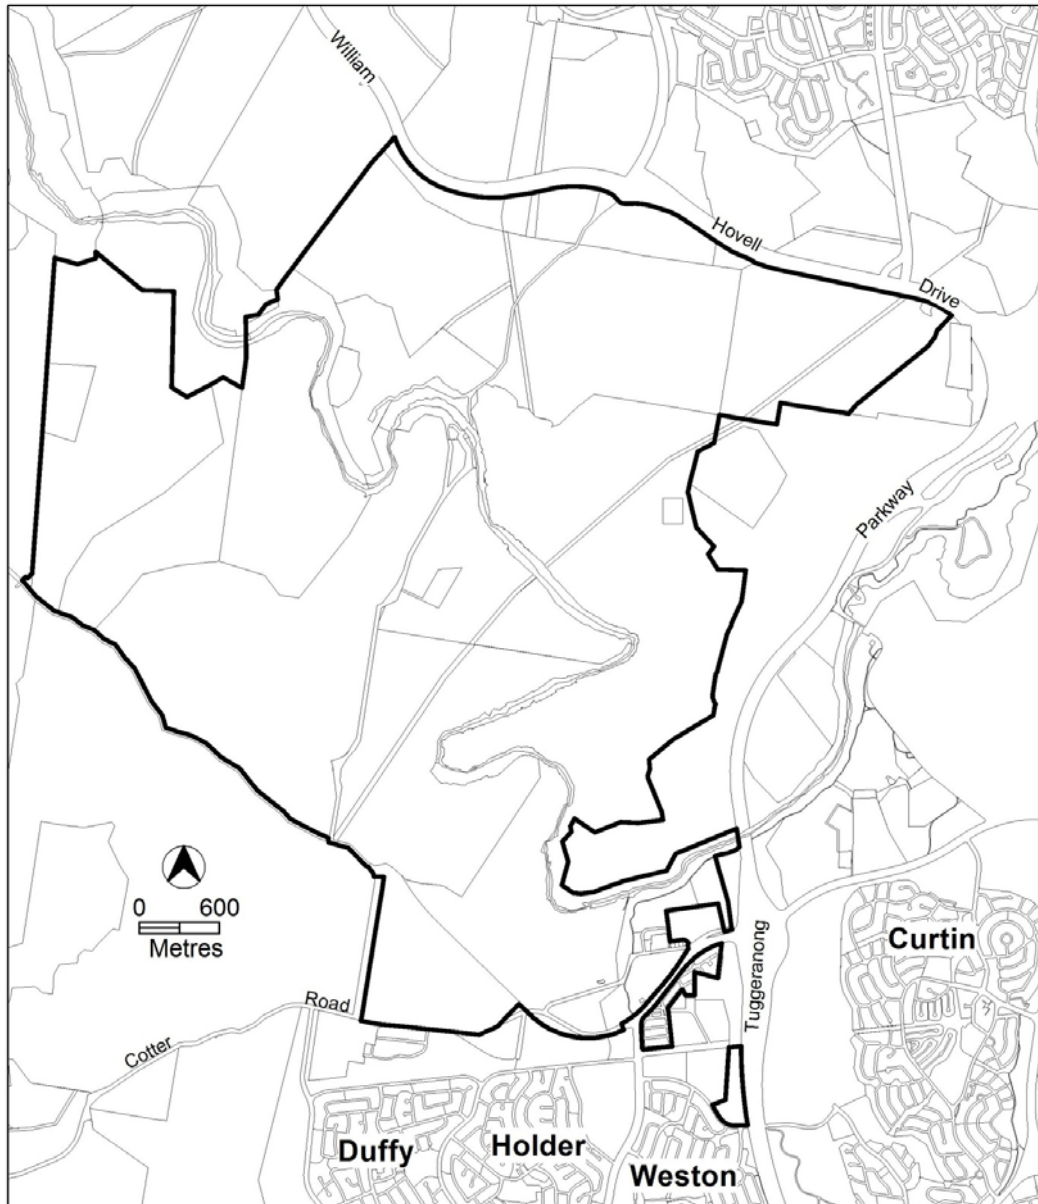 William
Hovell
Drive
Parkway
0 600
Metres
Tuggeranong
Curtin
Road
Cotter
Duffy
Holder
Weston